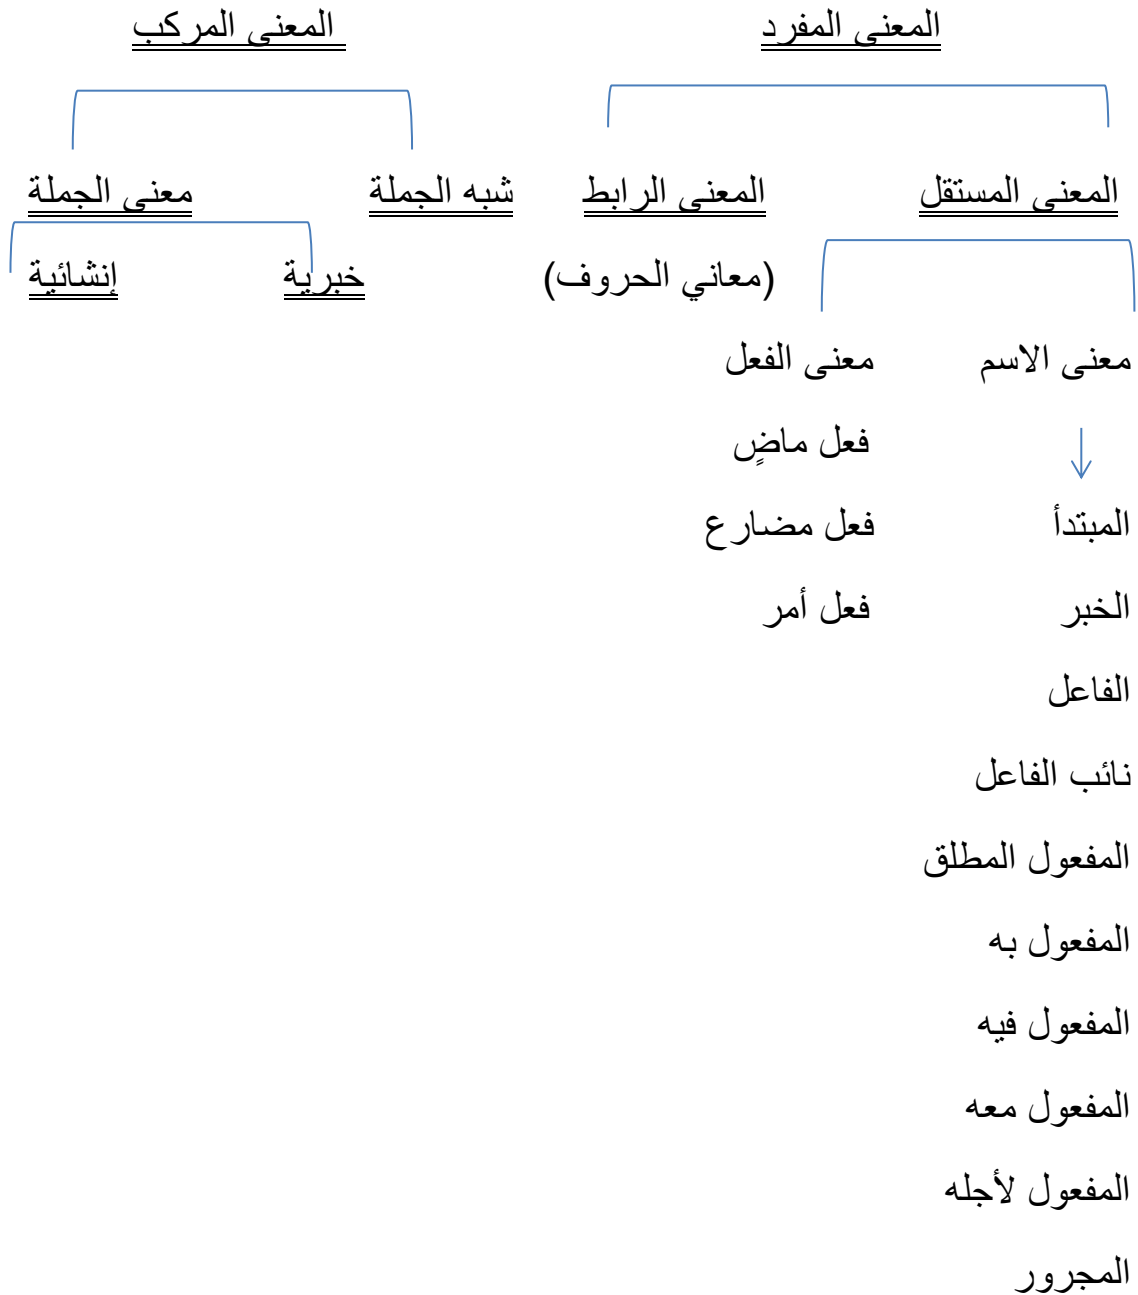 المعنى المفرد المعنى المركب
المعنى المستقل المعنى الرابط شبه الجملة معنى الجملة
(معاني الحروف) خبرية إنشائية
معنى الاسم معنى الفعل
فعل ماضٍ
المبتدأ فعل مضارع
الخبر فعل أمر
الفاعل
نائب الفاعل
المفعول المطلق
المفعول به
المفعول فيه
المفعول معه
المفعول لأجله
المجرور